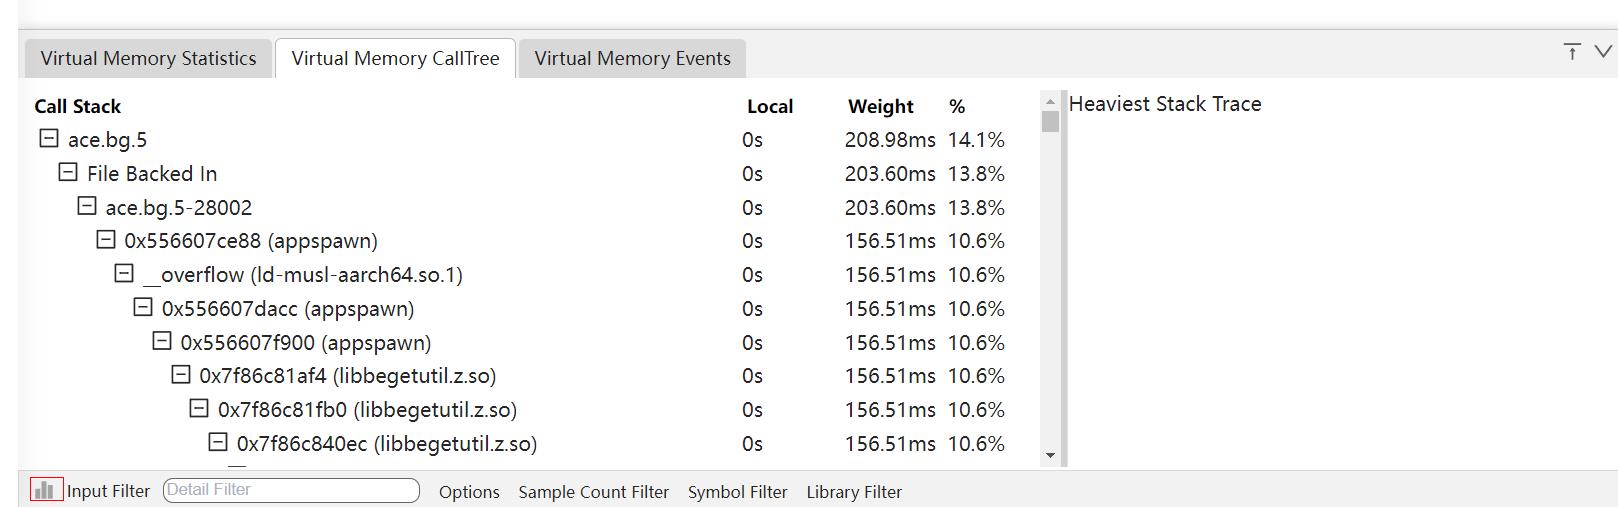 Virtual Memory Statistics Virtual Memory CallTree Virtual Memory Events
Call Stack Local Weight % Heaviest Stack Trace
ace.bg.5 0s 208.98ms 14.1%
File Backed In 0s 203.60ms 13.8%
ace.bg.5-28002 0s 203.60ms 13.8%
0x556607ce88 (appspawn) 0s 156.51ms 10.6%
__overflow (ld-musl-aarch64.so.1) 0s 156.51ms 10.6%
0x556607dacc (appspawn) 0s 156.51ms 10.6%
0x556607f900 (appspawn) 0s 156.51ms 10.6%
0x7f86c81af4 (libbegetutil.z.so) 0s 156.51ms 10.6%
0x7f86c81fb0 (libbegetutil.z.so) 0s 156.51ms 10.6%
0x7f86c840ec (libbegetutil.z.so) 0s 156.51ms 10.6%
Input Filter Detail Filter Options Sample Count Filter Symbol Filter Library Filter